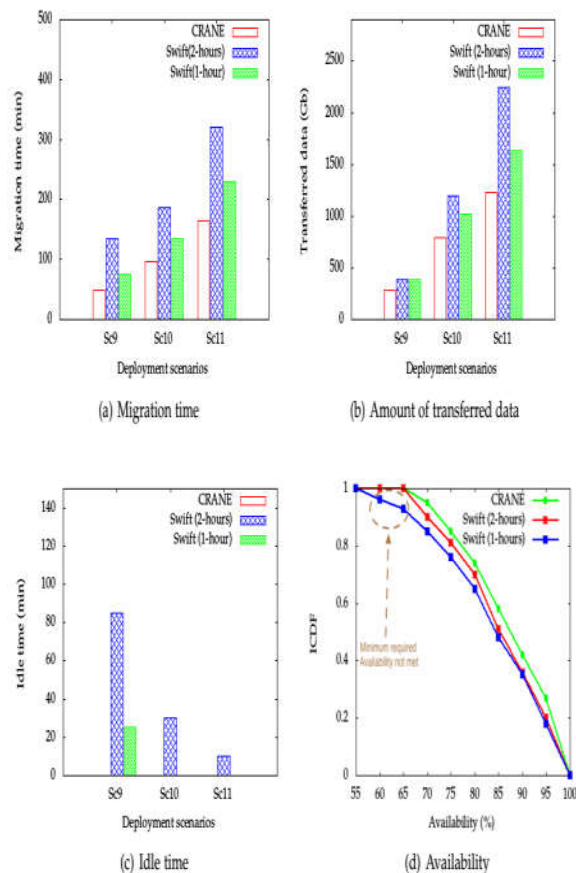 500
400
300
200
100
0
Migration time (min)
CRANE
Swift(2-hours)
Swift(1-hour)
Sc9 Sc10 Sc11
Deployment scenarios
(a) Migration time
2500
2000
1500
1000
500
0
Transferred data (Gb)
CRANE
Swift (2-hours)
Swift (1-hour)
Sc9 Sc10 Sc11
Deployment scenarios
(b) Amount of transferred data
140
120
100
80
60
40
20
0
Idle time (min)
CRANE
Swift (2-hours)
Swift (1-hour)
Sc9 Sc10 Sc11
Deployment scenarios
(c) Idle time
1
0.8
0.6
0.4
0.2
0
ICDF
CRANE
Swift (2-hours)
Swift (1-hours)
Minimum required
Availability not met
55 60 65 70 75 80 85 90 95 100
Availability (%)
(d) Availability